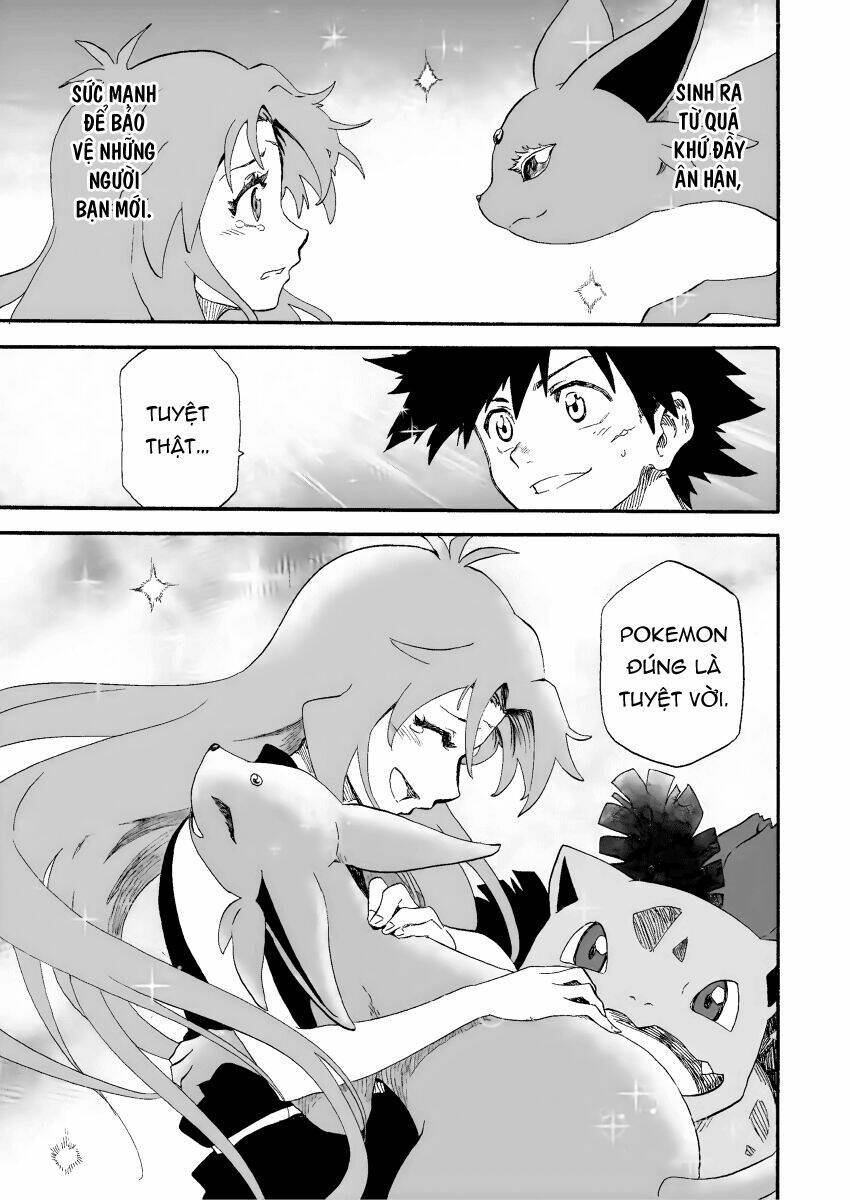 SINH RA
TỪ QUÁ
KHỨ ĐẦY
ÂN HẬN,
SỨC MẠNH
ĐỂ BẢO
VỆ NHỮNG
NGƯỜI
BẠN MỚI.
TUYỆT
THẬT...
POKEMON
ĐÚNG LÀ
TUYỆT VỜI.